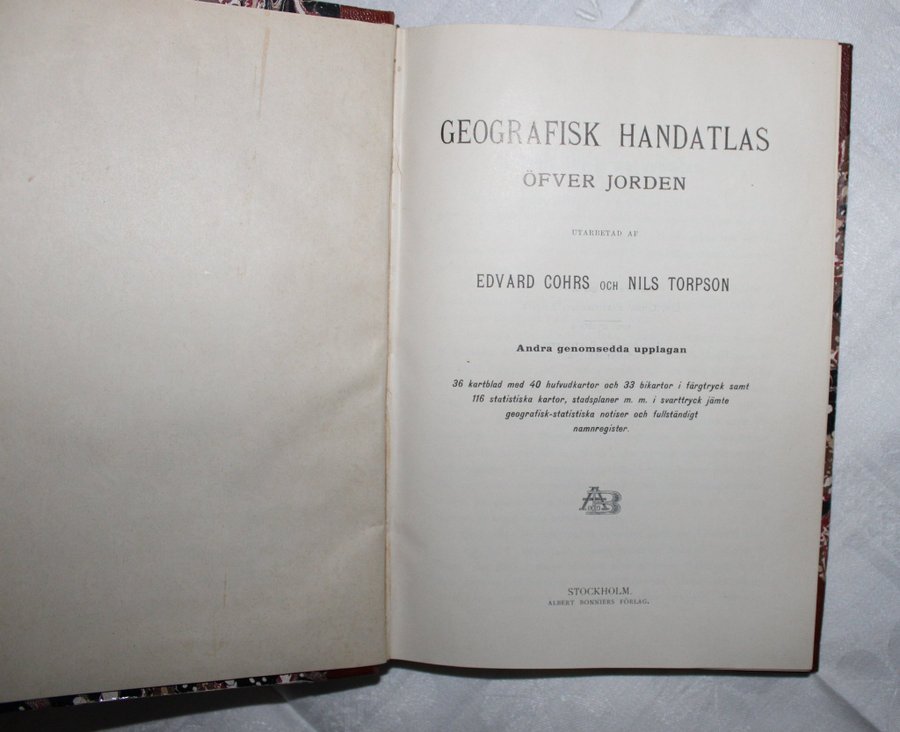 GEOGRAFISK HANDATLAS
ÖFVER JORDEN
UTARBETAD AF
EDVARD COHRS OCH NILS TORPSON
Andra genomsedda upplagan
36 kartblad med 40 hufvudkartor och 33 bikartor i färgtryck samt
116 statistiska kartor, stadsplaner m. m. i svarttryck jämte
geografisk-statistiska notiser och fullständigt
namnregister.
AB
STOCKHOLM.
ALBERT BONNIERS FÖRLAG.